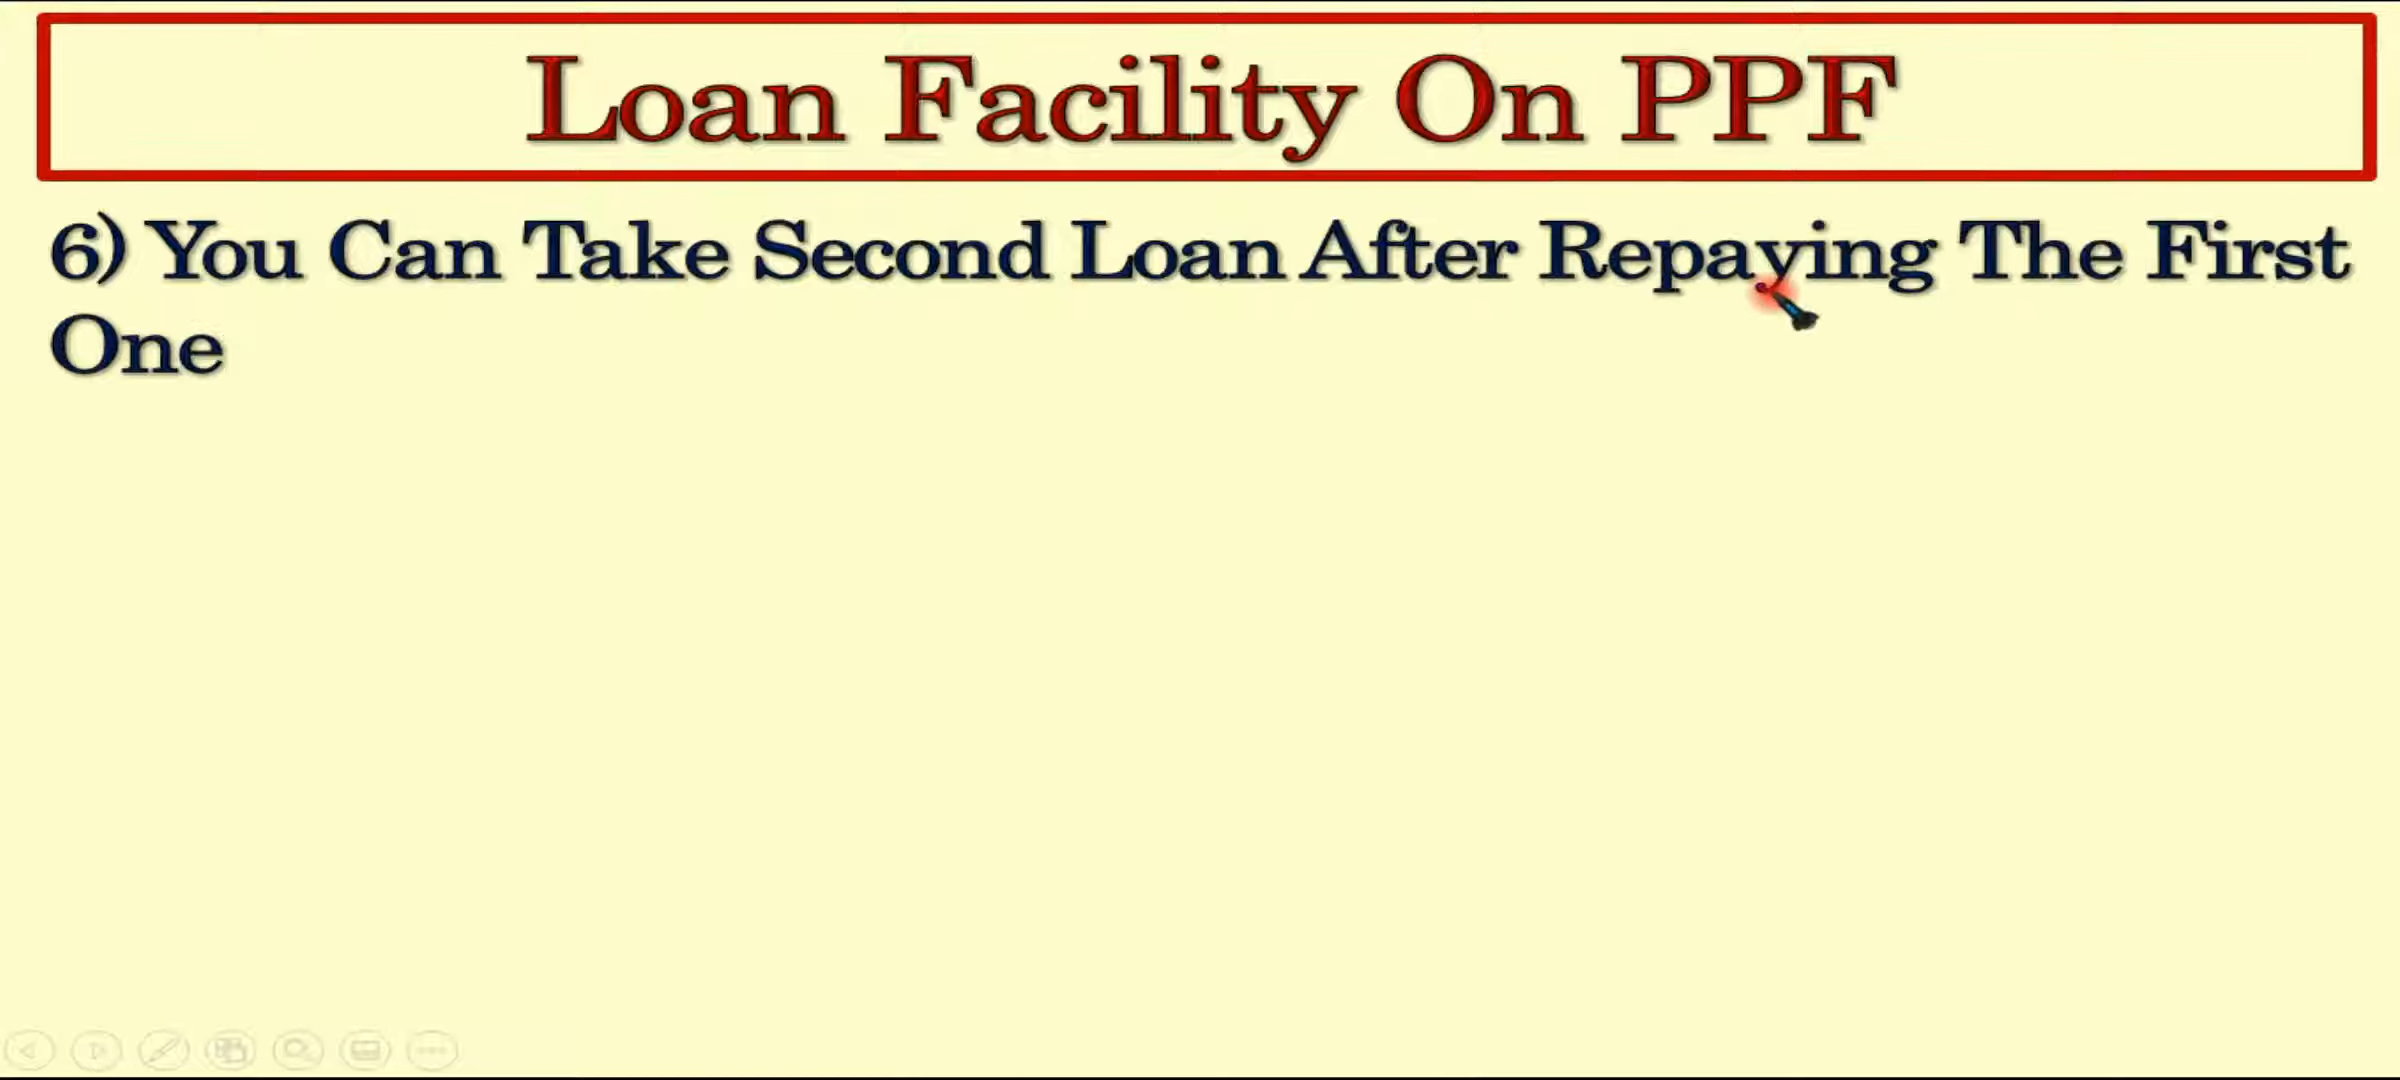 Loan Facility On PPF
6) You Can Take Second Loan After Repaying The First
One